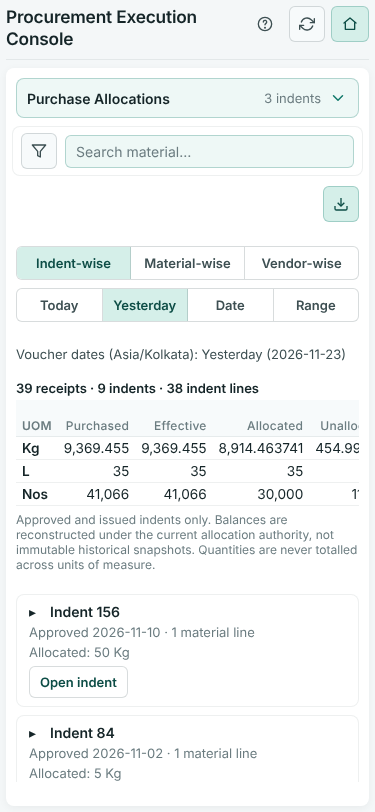 Procurement Execution
Console
Purchase Allocations 3 indents
Search material...
Indent-wise Material-wise Vendor-wise
Today Yesterday Date Range
Voucher dates (Asia/Kolkata): Yesterday (2026-11-23)
39 receipts · 9 indents · 38 indent lines
UOM Purchased Effective Allocated Unalloc
Kg 9,369.455 9,369.455 8,914.463741 454.99
L 35 35 35
Nos 41,066 41,066 30,000 11
Approved and issued indents only. Balances are
reconstructed under the current allocation authority, not
immutable historical snapshots. Quantities are never totalled
across units of measure.
▸ Indent 156
Approved 2026-11-10 · 1 material line
Allocated: 50 Kg
Open indent
▸ Indent 84
Approved 2026-11-02 · 1 material line
Allocated: 5 Kg